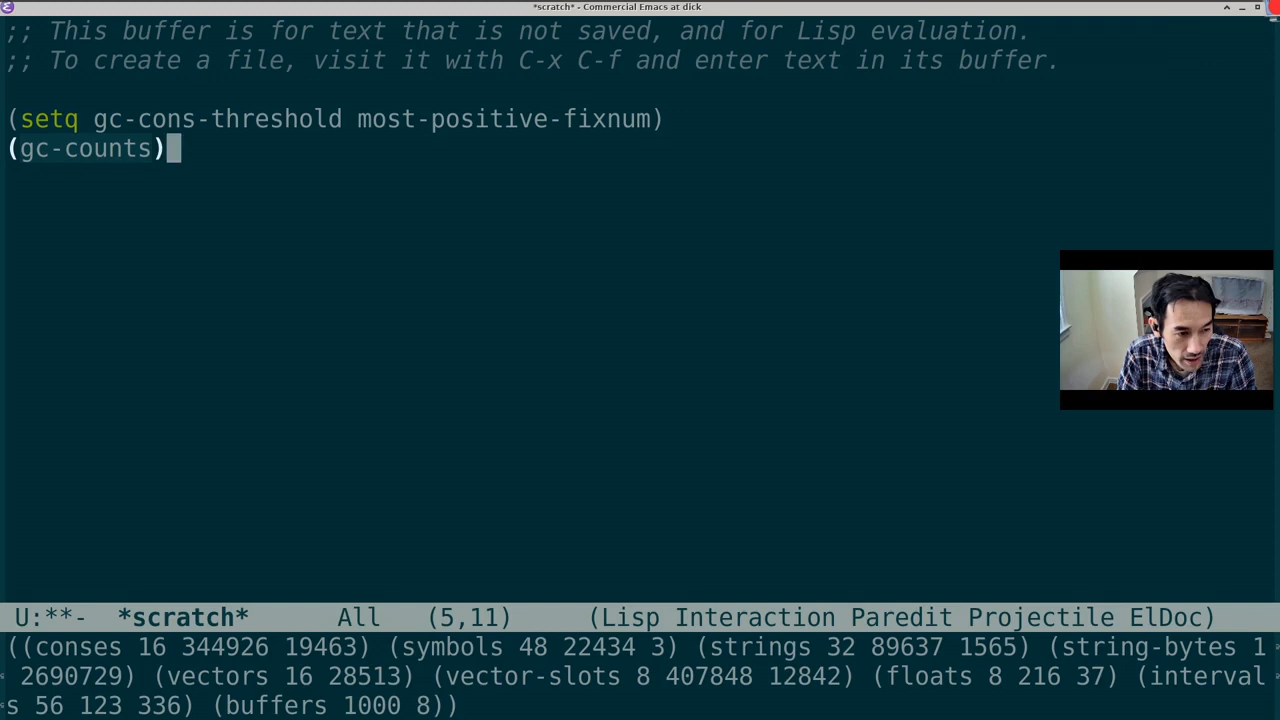 *scratch* - Commercial Emacs at dick
;; This buffer is for text that is not saved, and for Lisp evaluation.
;; To create a file, visit it with C-x C-f and enter text in its buffer.
(setq gc-cons-threshold most-positive-fixnum)
(gc-counts)
U:**-  *scratch*      All   (5,11)     (Lisp Interaction Paredit Projectile ElDoc)
((conses 16 344926 19463) (symbols 48 22434 3) (strings 32 89637 1565) (string-bytes 1
 2690729) (vectors 16 28513) (vector-slots 8 407848 12842) (floats 8 216 37) (interval
s 56 123 336) (buffers 1000 8))